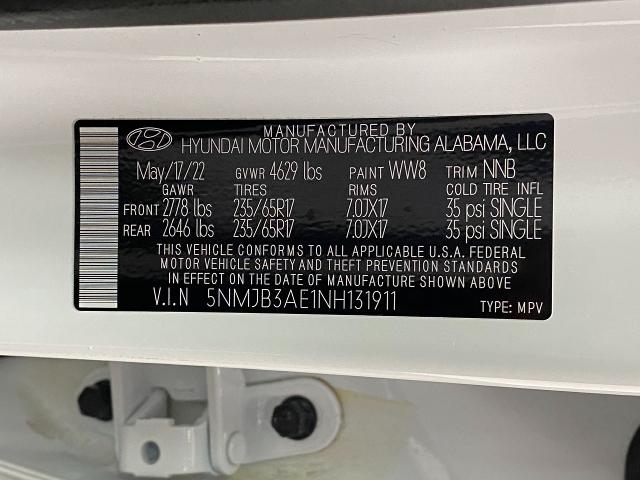 MANUFACTURED BY
HYUNDAI MOTOR MANUFACTURING ALABAMA, LLC
May/17/22 GVWR 4629 lbs PAINT WW8 TRIM NNB
GAWR TIRES RIMS COLD TIRE INFL
FRONT 2778 lbs 235/65R17 7.0JX17 35 psi SINGLE
REAR 2646 lbs 235/65R17 7.0JX17 35 psi SINGLE
THIS VEHICLE CONFORMS TO ALL APPLICABLE U.S.A. FEDERAL
MOTOR VEHICLE SAFETY AND THEFT PREVENTION STANDARDS
IN EFFECT ON THE DATE OF MANUFACTURE SHOWN ABOVE.
V.I.N 5NMJB3AE1NH131911 TYPE: MPV